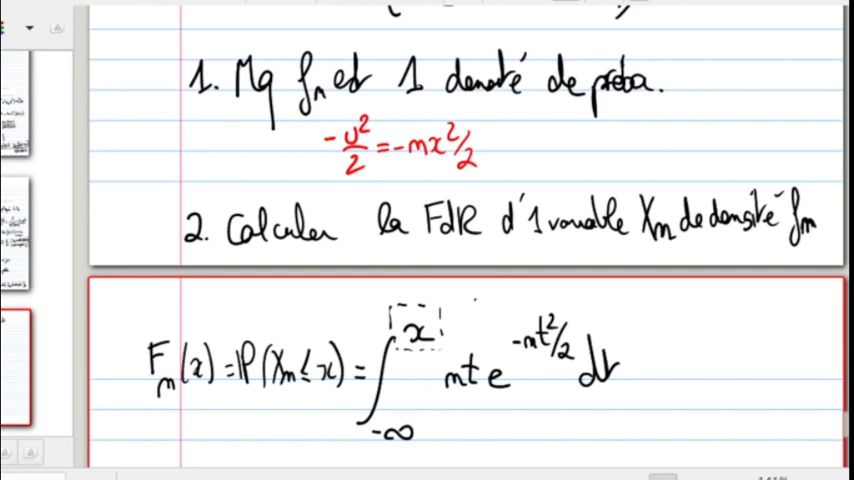 1. Mq fn est 1 densité de proba.
-u²/2 = -nx²/2
2. Calculer la FdR d'1 variable Xn de densité fn
Fn(x) = P(Xn ≤ x) = ∫_{-∞}^{x} nt e^{-nt²/2} dt